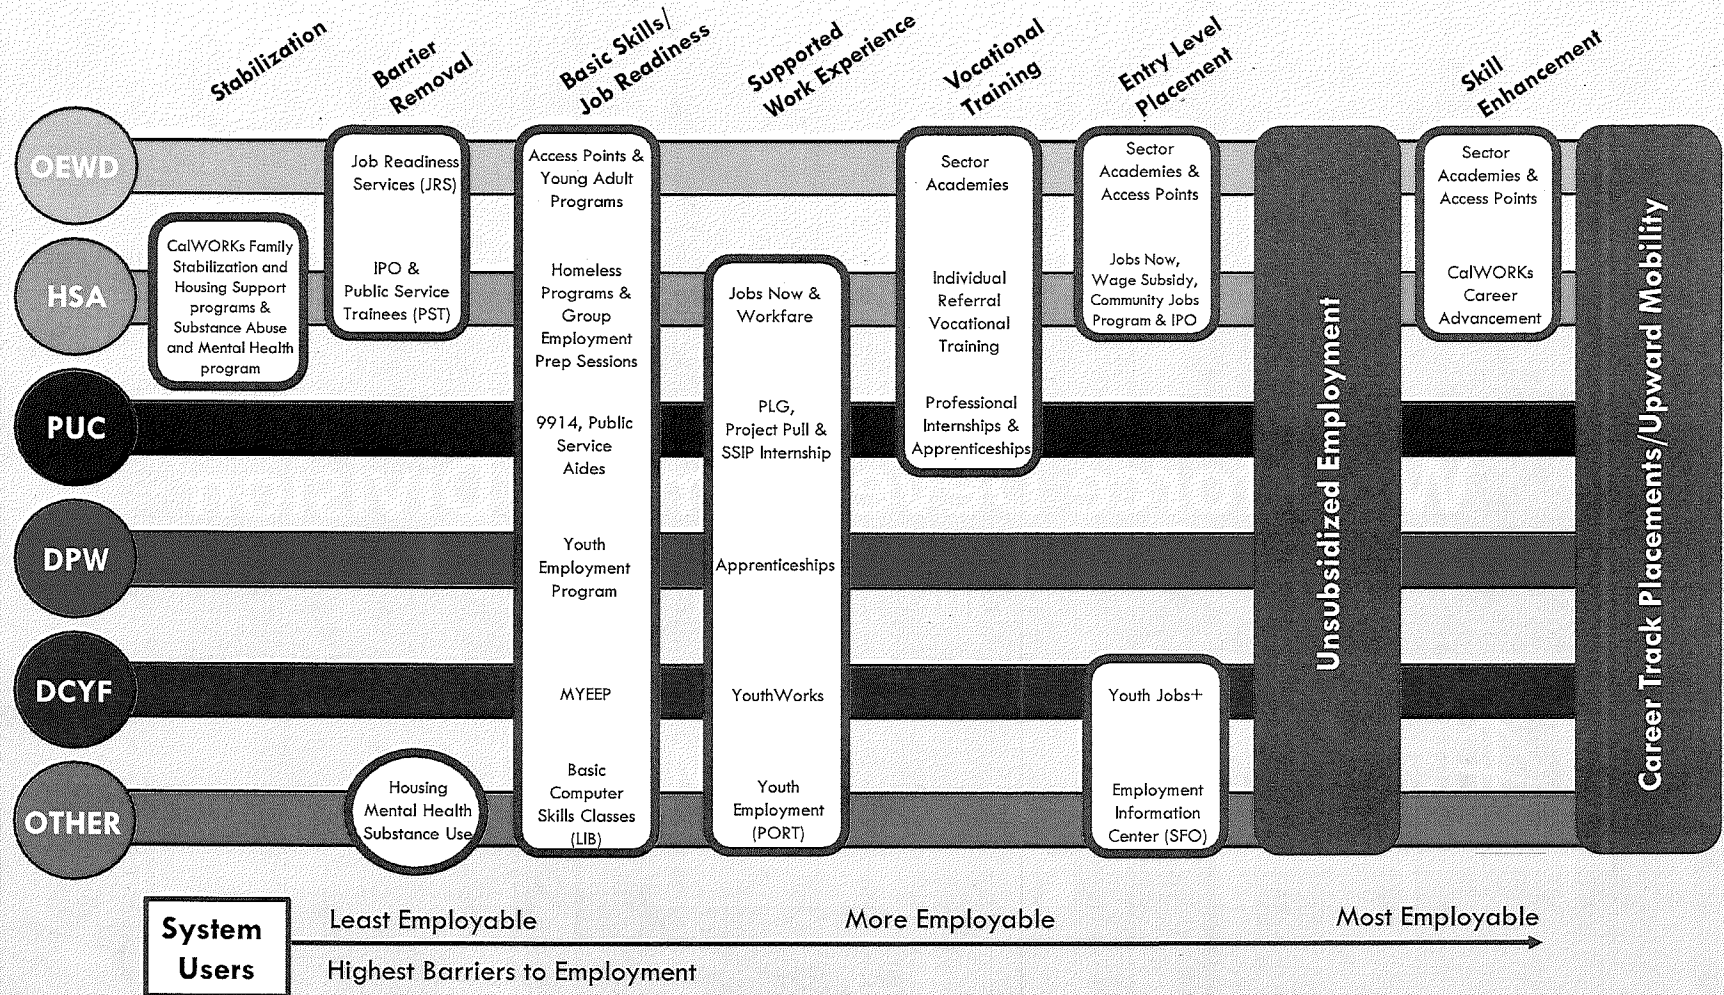 Stabilization
Barrier
Removal
Basic Skills/
Job Readiness
Supported
Work Experience
Vocational
Training
Entry Level
Placement
Skill
Enhancement
OEWD
Job Readiness
Services (JRS)
Access Points &
Young Adult
Programs
Sector
Academies
Sector
Academies &
Access Points
Sector
Academies &
Access Points
HSA
CalWORKs Family
Stabilization and
Housing Support
programs &
Substance Abuse
and Mental Health
program
IPO &
Public Service
Trainees (PST)
Homeless
Programs &
Group
Employment
Prep Sessions
Jobs Now &
Workfare
Individual
Referral
Vocational
Training
Jobs Now,
Wage Subsidy,
Community Jobs
Program & IPO
CalWORKs
Career
Advancement
PUC
9914, Public
Service
Aides
PLG,
Project Pull &
SSIP Internship
Professional
Internships &
Apprenticeships
DPW
Youth
Employment
Program
Apprenticeships
DCYF
MYEEP
YouthWorks
Youth Jobs+
OTHER
Housing
Mental Health
Substance Use
Basic
Computer
Skills Classes
(LIB)
Youth
Employment
(PORT)
Employment
Information
Center (SFO)
Unsubsidized Employment
Career Track Placements/Upward Mobility
System
Users
Least Employable
More Employable
Most Employable
Highest Barriers to Employment